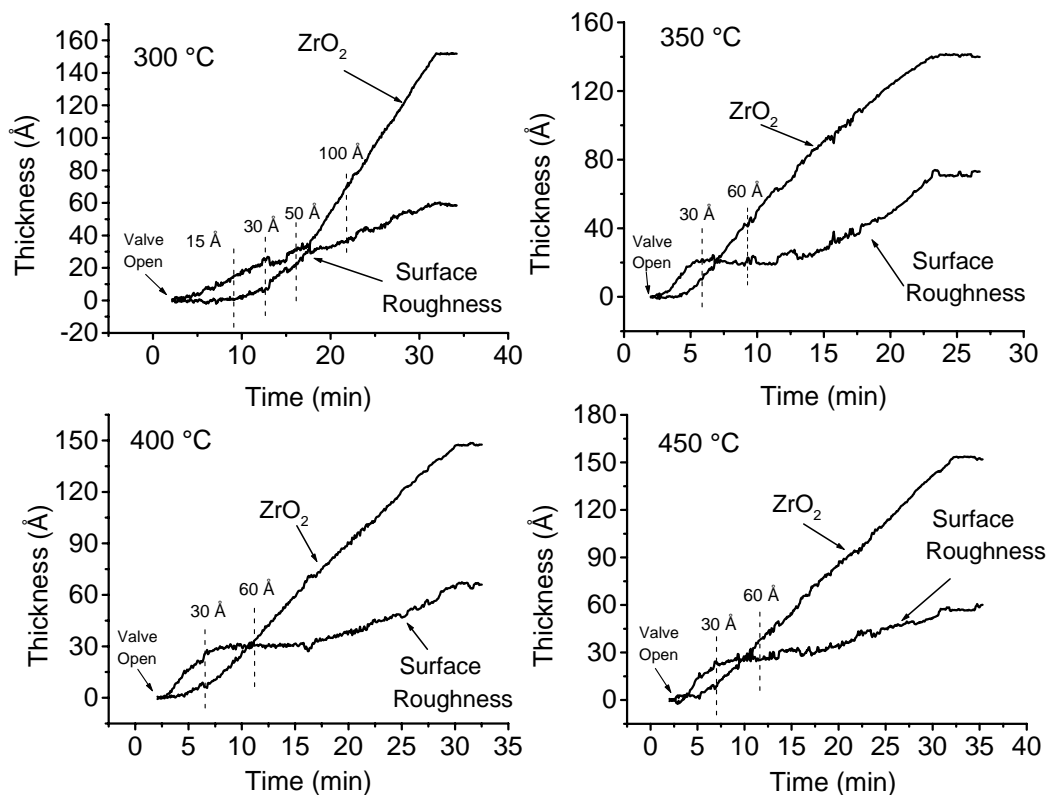 300 °C
ZrO2
100 Å
50 Å
30 Å
15 Å
Valve
Open
Surface
Roughness
Thickness (Å)
160
140
120
100
80
60
40
20
0
-20
0 10 20 30 40
Time (min)
350 °C
ZrO2
60 Å
30 Å
Valve
Open
Surface
Roughness
Thickness (Å)
160
120
80
40
0
0 5 10 15 20 25 30
Time (min)
400 °C
ZrO2
60 Å
30 Å
Valve
Open
Surface
Roughness
Thickness (Å)
150
120
90
60
30
0
0 5 10 15 20 25 30 35
Time (min)
450 °C
ZrO2
Surface
Roughness
60 Å
30 Å
Valve
Open
Thickness (Å)
180
150
120
90
60
30
0
0 5 10 15 20 25 30 35 40
Time (min)